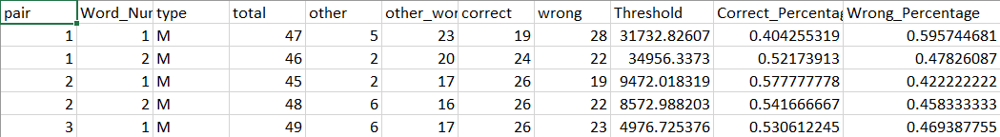 pair Word_Nur type total other other_wor correct wrong Threshold Correct_Percentag Wrong_Percentage
1 1 M 47 5 23 19 28 31732.82607 0.404255319 0.595744681
1 2 M 46 2 20 24 22 34956.3373 0.52173913 0.47826087
2 1 M 45 2 17 26 19 9472.018319 0.577777778 0.422222222
2 2 M 48 6 16 26 22 8572.988203 0.541666667 0.458333333
3 1 M 49 6 17 26 23 4976.725376 0.530612245 0.469387755